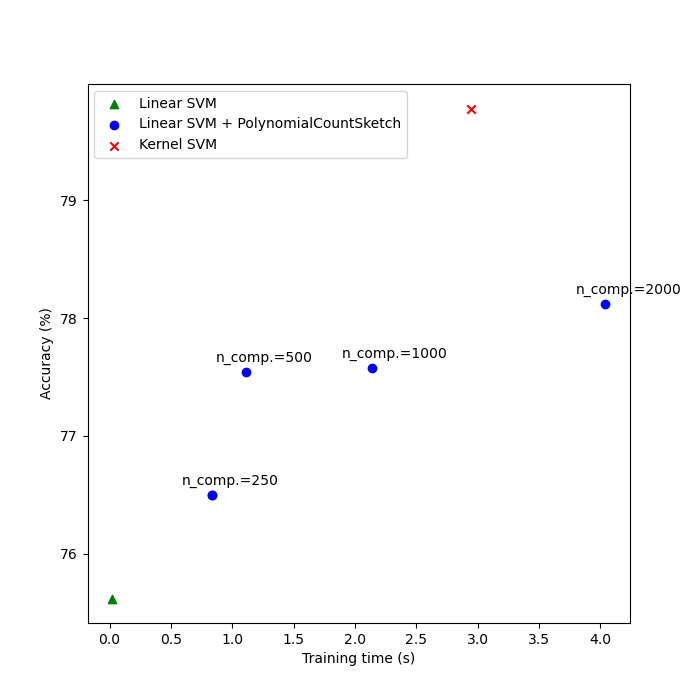 Linear SVM
Linear SVM + PolynomialCountSketch
Kernel SVM
79
n_comp.=2000
78
n_comp.=500
n_comp.=1000
77
n_comp.=250
76
Accuracy (%)
0.0 0.5 1.0 1.5 2.0 2.5 3.0 3.5 4.0
Training time (s)